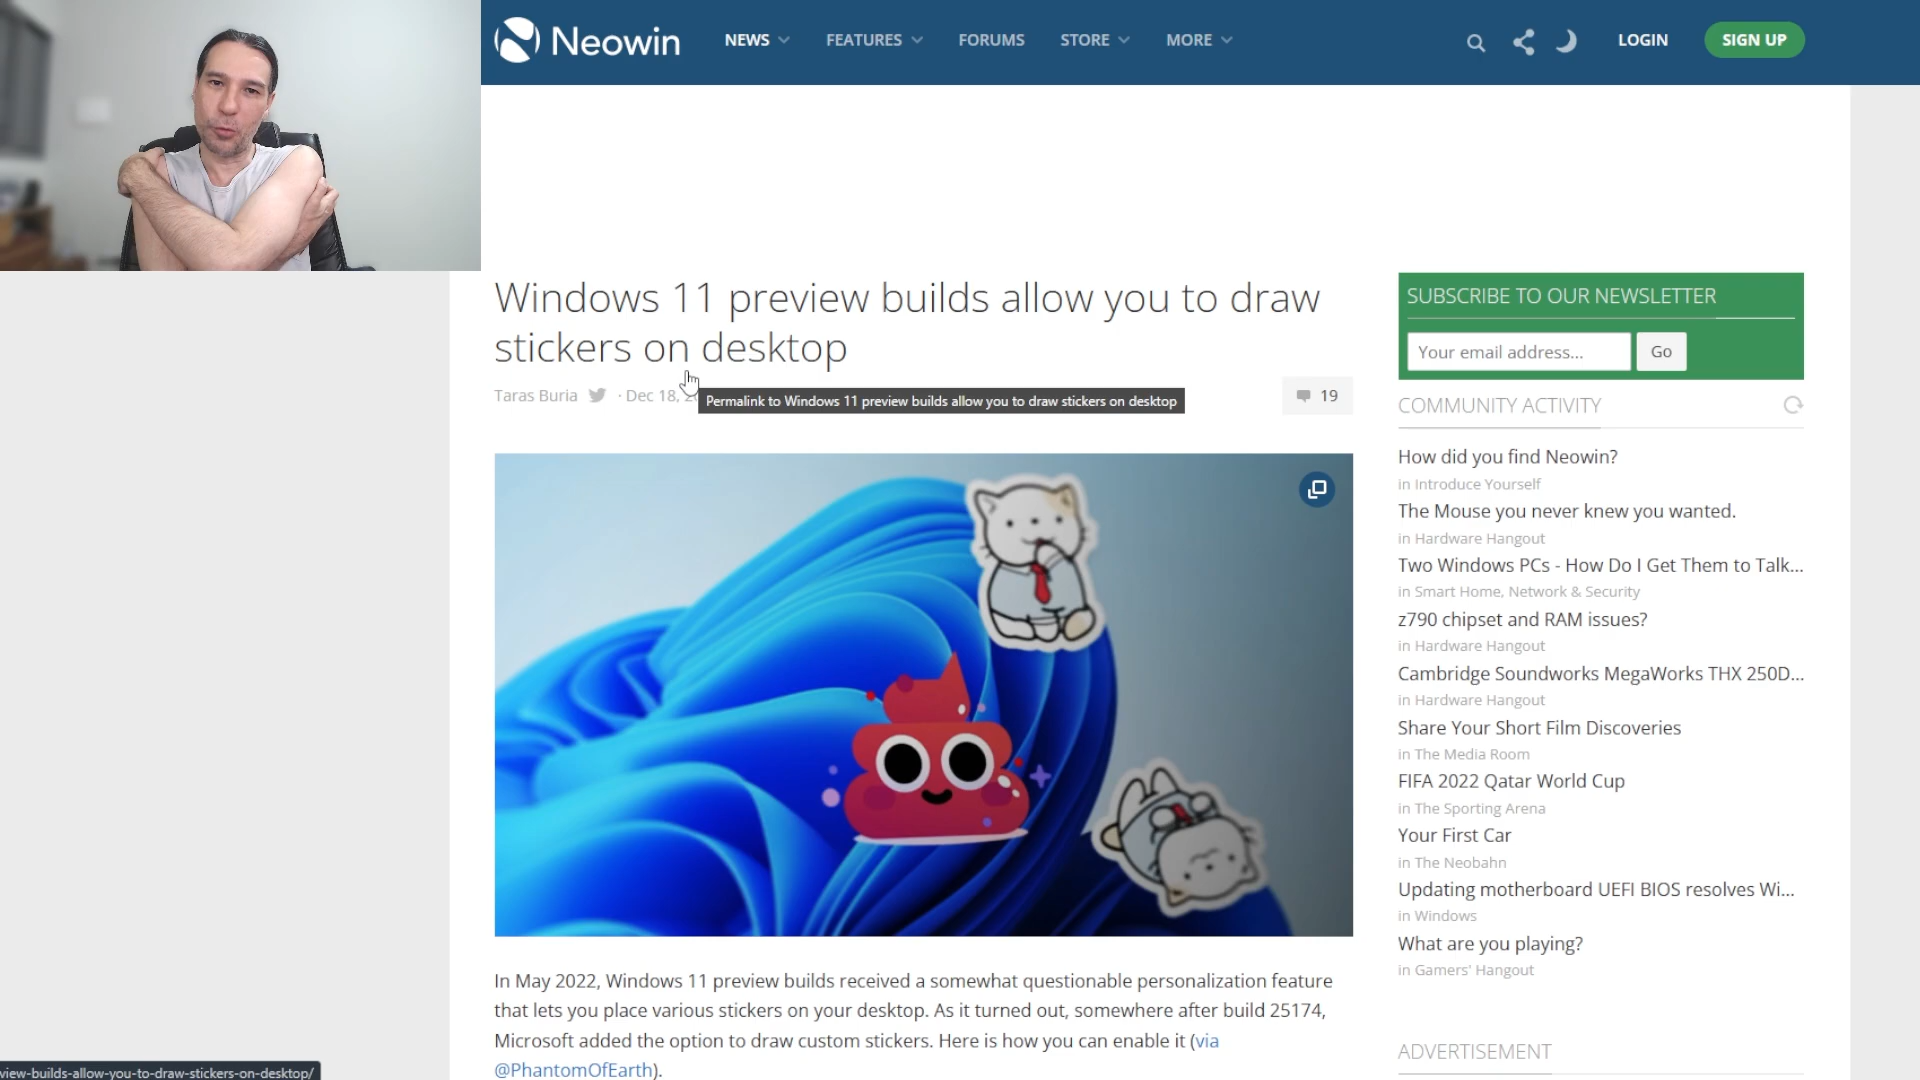 Neowin
NEWS
FEATURES
FORUMS
STORE
MORE
LOGIN
SIGN UP
Windows 11 preview builds allow you to draw
stickers on desktop
Taras Buria · Dec 18,
Permalink to Windows 11 preview builds allow you to draw stickers on desktop
19
In May 2022, Windows 11 preview builds received a somewhat questionable personalization feature
that lets you place various stickers on your desktop. As it turned out, somewhere after build 25174,
Microsoft added the option to draw custom stickers. Here is how you can enable it (via
@PhantomOfEarth).
SUBSCRIBE TO OUR NEWSLETTER
Your email address...
Go
COMMUNITY ACTIVITY
How did you find Neowin?
in Introduce Yourself
The Mouse you never knew you wanted.
in Hardware Hangout
Two Windows PCs - How Do I Get Them to Talk...
in Smart Home, Network & Security
z790 chipset and RAM issues?
in Hardware Hangout
Cambridge Soundworks MegaWorks THX 250D...
in Hardware Hangout
Share Your Short Film Discoveries
in The Media Room
FIFA 2022 Qatar World Cup
in The Sporting Arena
Your First Car
in The Neobahn
Updating motherboard UEFI BIOS resolves Wi...
in Windows
What are you playing?
in Gamers' Hangout
ADVERTISEMENT
view-builds-allow-you-to-draw-stickers-on-desktop/